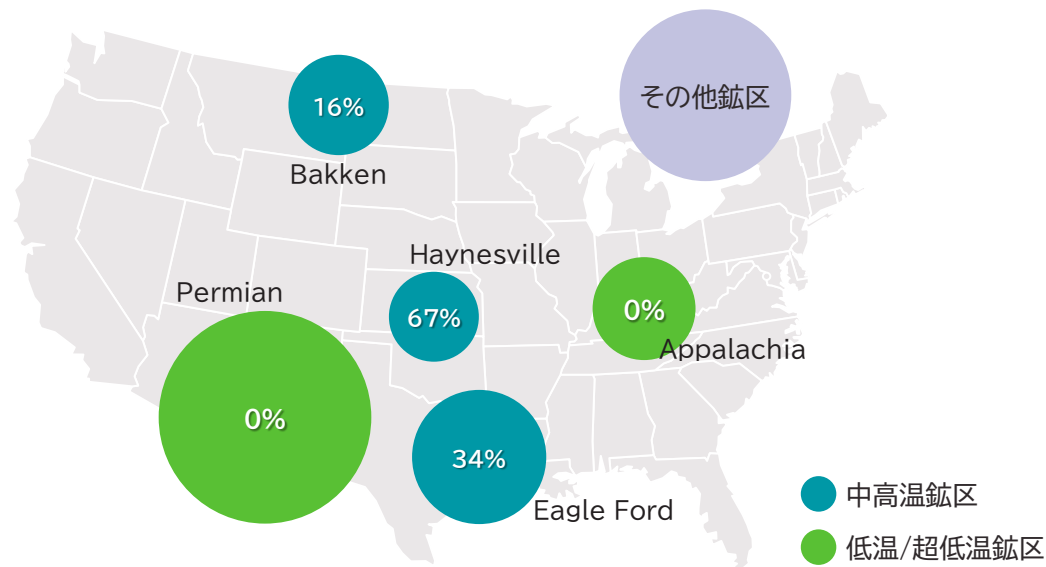 その他鉱区
16%
Bakken
Haynesville
67%
Permian
0%
0%
Appalachia
34%
Eagle Ford
中高温鉱区
低温/超低温鉱区